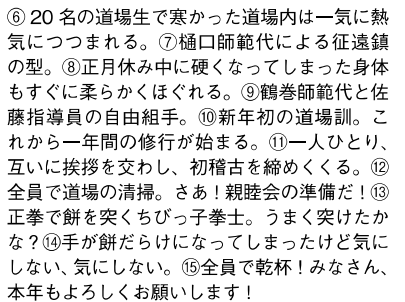 ⑥ 20 名の道場生で寒かった道場内は一気に熱
気につつまれる。⑦樋口師範代による征遠鎮
の型。⑧正月休み中に硬くなってしまった身体
もすぐに柔らかくほぐれる。⑨鶴巻師範代と佐
藤指導員の自由組手。⑩新年初の道場訓。こ
れから一年間の修行が始まる。⑪一人ひとり、
互いに挨拶を交わし、初稽古を締めくくる。⑫
全員で道場の清掃。さあ！親睦会の準備だ！⑬
正拳で餅を突くちびっ子拳士。うまく突けたか
な？⑭手が餅だらけになってしまったけど気に
しない、気にしない。⑮全員で乾杯！みなさん、
本年もよろしくお願いします！